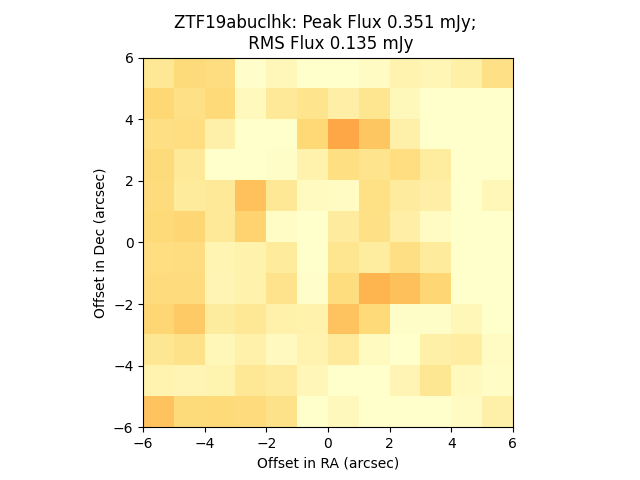 ZTF19abuclhk: Peak Flux 0.351 mJy;
RMS Flux 0.135 mJy
6
4
2
0
−2
−4
−6
Offset in Dec (arcsec)
−6 −4 −2 0 2 4 6
Offset in RA (arcsec)